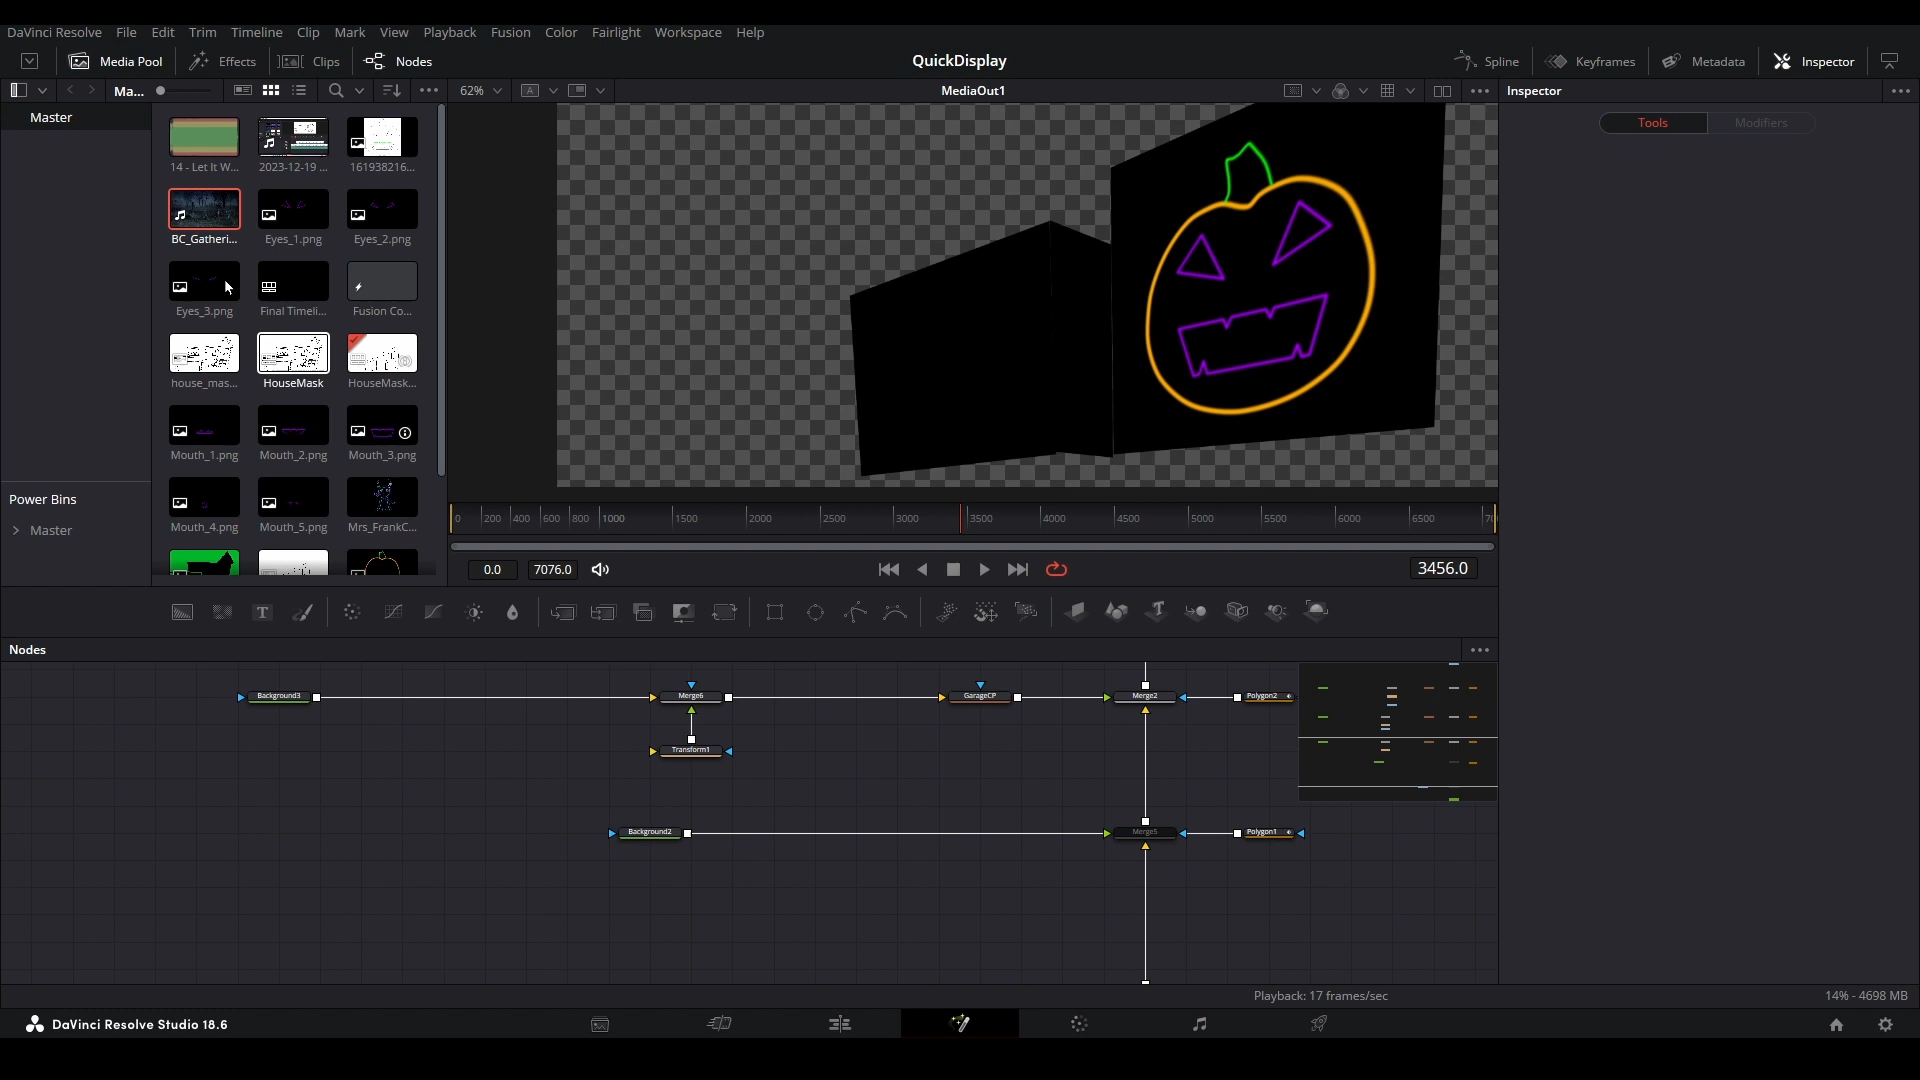 DaVinci Resolve File Edit Trim Timeline Clip Mark View Playback Fusion Color Fairlight Workspace Help
Media Pool Effects Clips Nodes QuickDisplay Spline Keyframes Metadata Inspector
Ma... 62% A MediaOut1 Inspector
Master
Tools Modifiers
14 - Let It W... 2023-12-19 ... 161938216...
BC_Gatheri... Eyes_1.png Eyes_2.png
Eyes_3.png Final Timeli... Fusion Co...
house_mas... HouseMask HouseMask...
Mouth_1.png Mouth_2.png Mouth_3.png
Mouth_4.png Mouth_5.png Mrs_FrankC...
Power Bins
Master
0 200 400 600 800 1000 1500 2000 2500 3000 3500 4000 4500 5000 5500 6000 6500 70
0.0 7076.0 3456.0
T
Nodes
Background3 Merge6 GarageCP Merge2 Polygon2
Transform1
Background2 Merge5 Polygon1
Playback: 17 frames/sec 14% - 4698 MB
DaVinci Resolve Studio 18.6